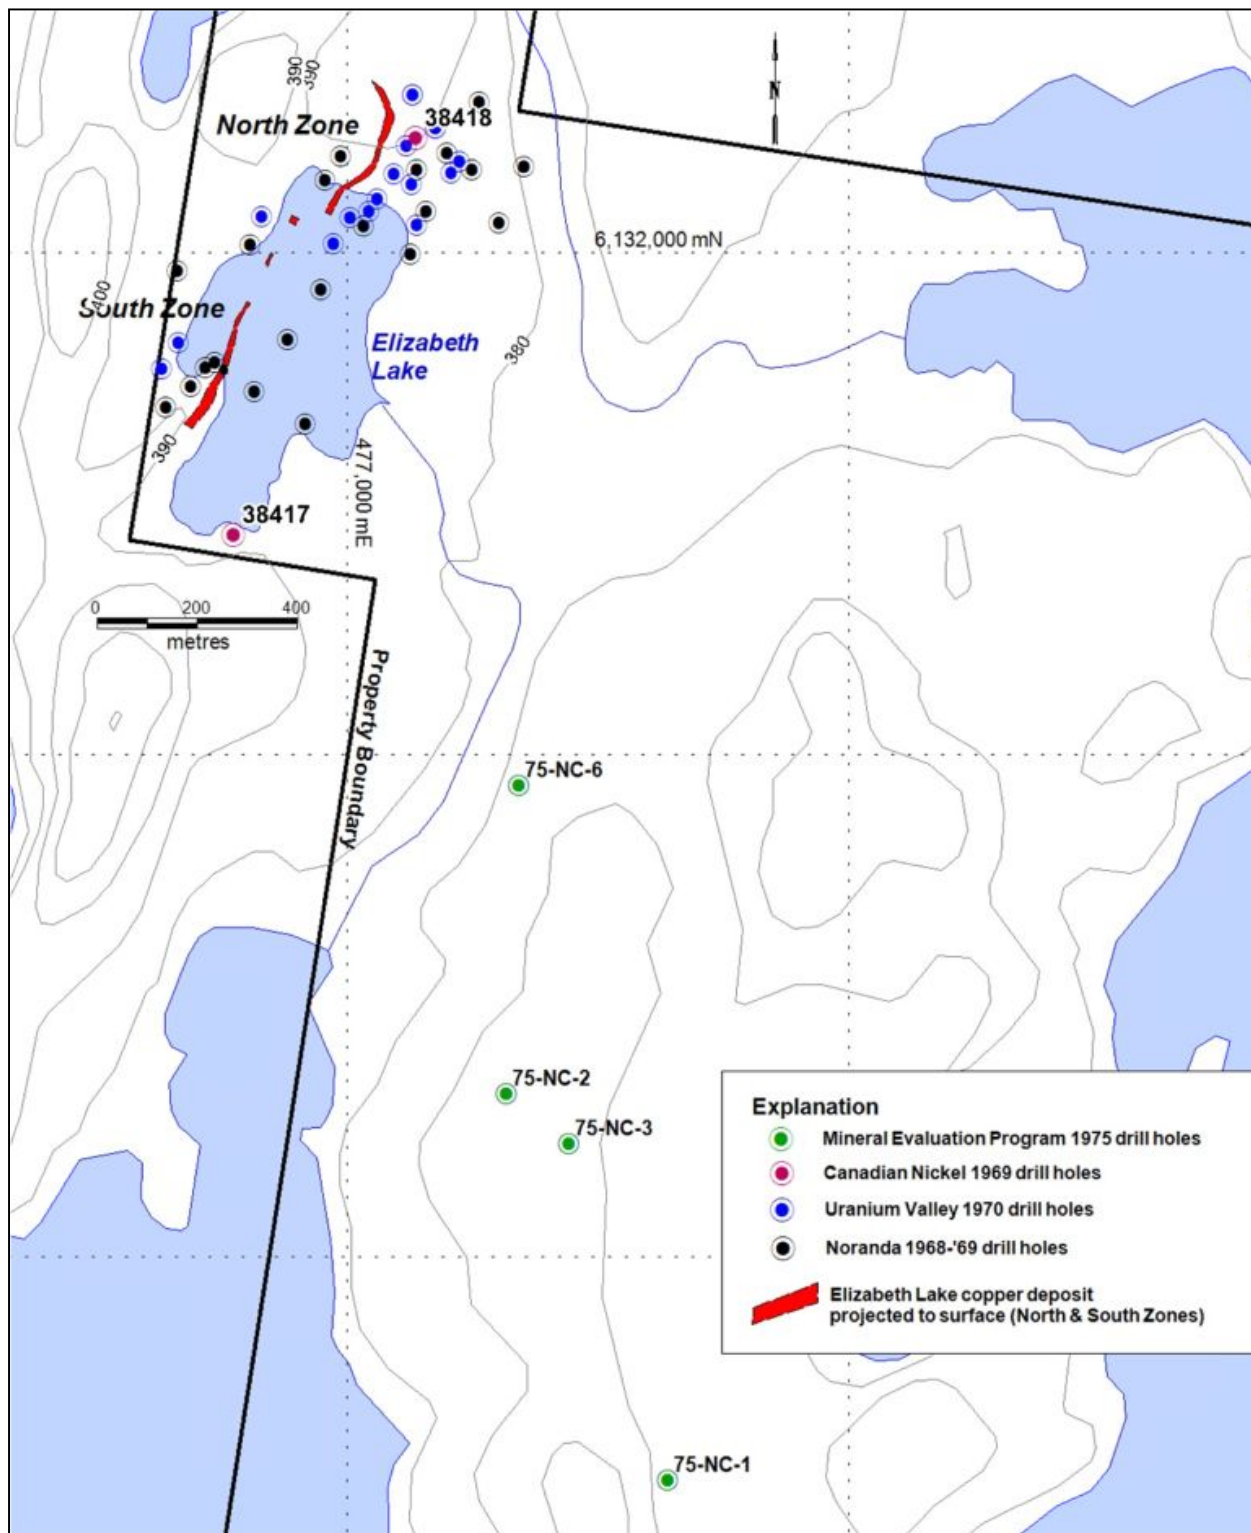 390
390
N
North Zone
38418
6,132,000 mN
400
South Zone
Elizabeth
Lake
380
390
477,000 mE
38417
0 200 400
metres
Property Boundary
75-NC-6
75-NC-2
75-NC-3
Explanation
Mineral Evaluation Program 1975 drill holes
Canadian Nickel 1969 drill holes
Uranium Valley 1970 drill holes
Noranda 1968-'69 drill holes
Elizabeth Lake copper deposit
projected to surface (North & South Zones)
75-NC-1